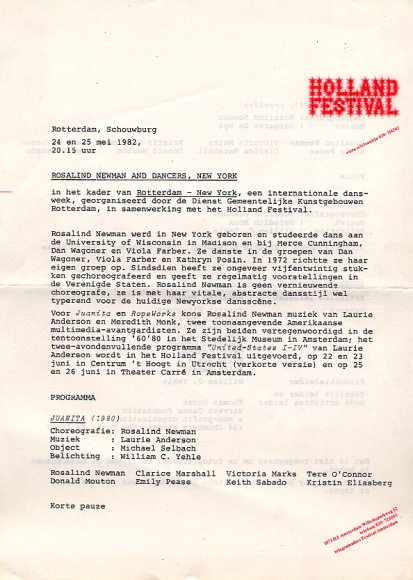 HOLLAND
FESTIVAL
Rotterdam, Schouwburg
24 en 25 mei 1982,
20.15 uur
ROSALIND NEWMAN AND DANCERS, NEW YORK
in het kader van Rotterdam - New York, een internationale dans-
week, georganiseerd door de Dienst Gemeentelijke Kunstgebouwen
Rotterdam, in samenwerking met het Holland Festival.
Rosalind Newman werd in New York geboren en studeerde dans aan
de University of Wisconsin in Madison en bij Merce Cunningham,
Dan Wagoner en Viola Farber. Ze danste in de groepen van Dan
Wagoner, Viola Farber en Kathryn Posin. In 1972 richtte ze haar
eigen groep op. Sindsdien heeft ze ongeveer vijfentwintig stuk-
ken gechoreografeerd en geeft ze regelmatig voorstellingen in
de Verenigde Staten. Rosalind Newman is geen vernieuwend
choreografe, ze is met haar vitale, abstracte dansstijl wel
typerend voor de huidige Newyorkse dansscène.
Voor Juanita en RopeWorks koos Rosalind Newman muziek van Laurie
Anderson en Meredith Monk, twee toonaangevende Amerikaanse
multimedia-avantgardisten. Ze zijn beiden vertegenwoordigd in de
tentoonstelling '60'80 in het Stedelijk Museum in Amsterdam; het
twee-avondenvullende programma "United-States I-IV" van Laurie
Anderson wordt in het Holland Festival uitgevoerd, op 22 en 23
juni in Centrum 't Hoogt in Utrecht (verkorte versie) en op 25
en 26 juni in Theater Carré in Amsterdam.
PROGRAMMA
JUANITA (1980)
Choreografie: Rosalind Newman
Muziek : Laurie Anderson
Object : Michael Selbach
Belichting : William C. Yehle
Rosalind Newman Clarice Marshall Victoria Marks Tere O'Connor
Donald Mouton Emily Pease Keith Sabado Kristin Eliasberg
Korte pauze